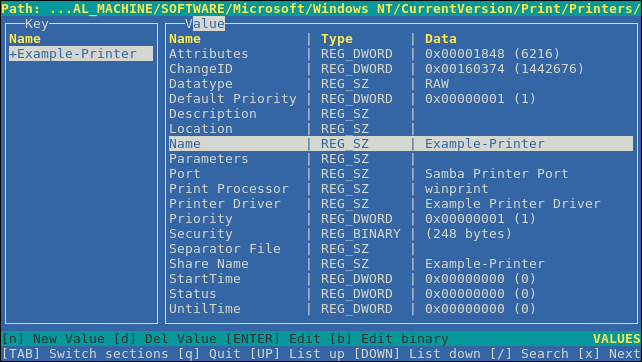 Path: ...AL_MACHINE/SOFTWARE/Microsoft/Windows NT/CurrentVersion/Print/Printers/
Key
Name
+Example-Printer
Value
Name | Type | Data
Attributes | REG_DWORD | 0x00001848 (6216)
ChangeID | REG_DWORD | 0x00160374 (1442676)
Datatype | REG_SZ | RAW
Default Priority | REG_DWORD | 0x00000001 (1)
Description | REG_SZ |
Location | REG_SZ |
Name | REG_SZ | Example-Printer
Parameters | REG_SZ |
Port | REG_SZ | Samba Printer Port
Print Processor | REG_SZ | winprint
Printer Driver | REG_SZ | Example Printer Driver
Priority | REG_DWORD | 0x00000001 (1)
Security | REG_BINARY | (248 bytes)
Separator File | REG_SZ |
Share Name | REG_SZ | Example-Printer
StartTime | REG_DWORD | 0x00000000 (0)
Status | REG_DWORD | 0x00000000 (0)
UntilTime | REG_DWORD | 0x00000000 (0)
[n] New Value [d] Del Value [ENTER] Edit [b] Edit binary VALUES
[TAB] Switch sections [q] Quit [UP] List up [DOWN] List down [/] Search [x] Next